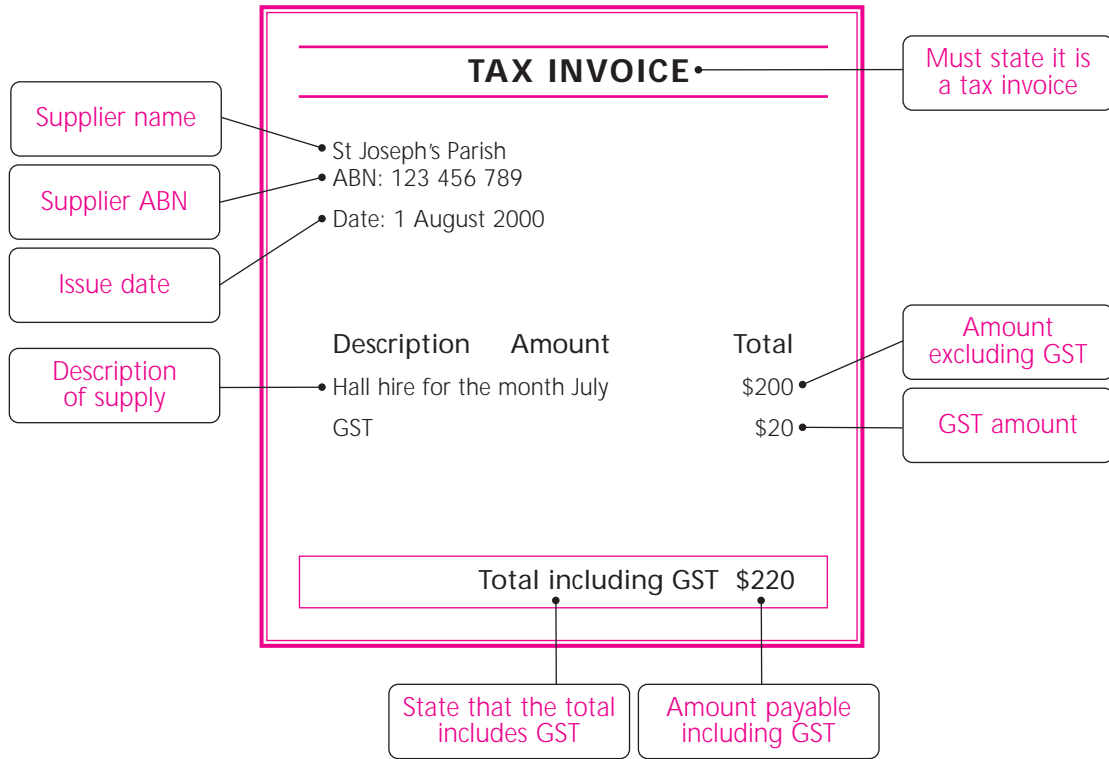 TAX INVOICE
Must state it is
a tax invoice
Supplier name
St Joseph's Parish
Supplier ABN
ABN: 123 456 789
Issue date
Date: 1 August 2000
Description Amount Total
Amount
excluding GST
Description
of supply
Hall hire for the month July $200
GST $20
GST amount
Total including GST $220
State that the total
includes GST
Amount payable
including GST